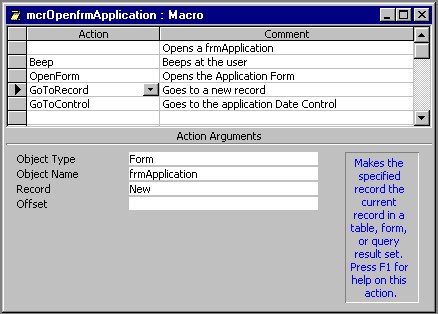 mcrOpenfrmApplication : Macro
Action Comment
Opens a frmApplication
Beep Beeps at the user
OpenForm Opens the Application Form
GoToRecord Goes to a new record
GoToControl Goes to the application Date Control
Action Arguments
Object Type Form
Object Name frmApplication
Record New
Offset
Makes the
specified
record the
current
record in a
table, form,
or query
result set.
Press F1 for
help on this
action.